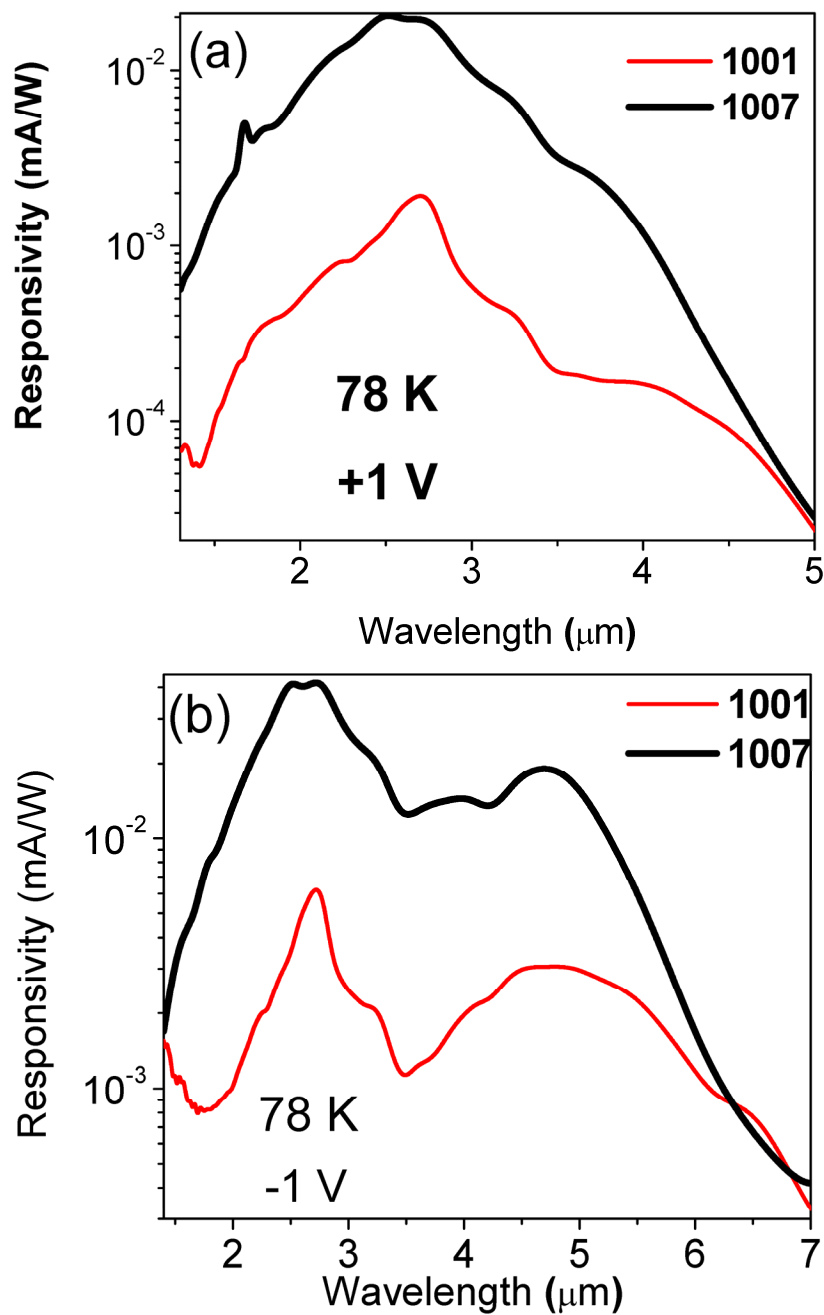 (a)
1001
1007
Responsivity (mA/W)
10⁻²
10⁻³
10⁻⁴
78 K
+1 V
2 3 4 5
Wavelength (μm)
(b)
1001
1007
Responsivity (mA/W)
10⁻²
10⁻³
78 K
-1 V
2 3 4 5 6 7
Wavelength (μm)